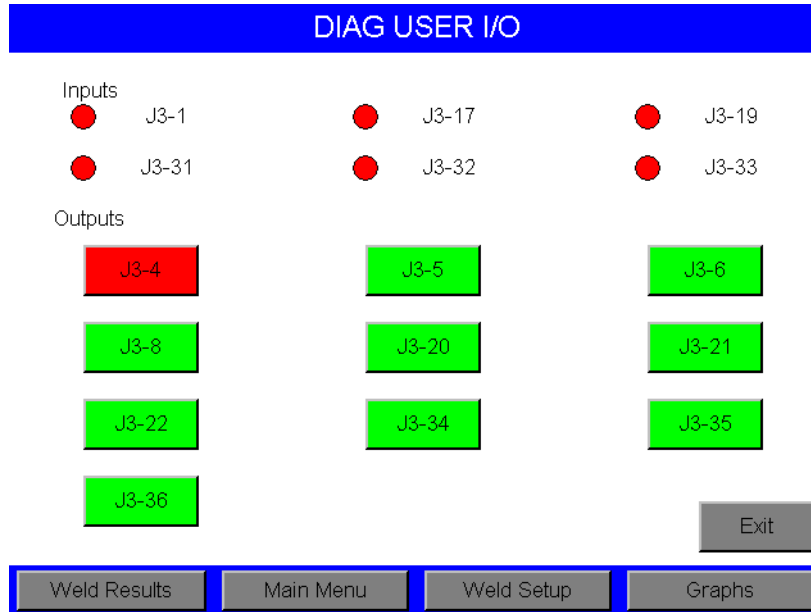 DIAG USER I/O
Inputs
J3-1 J3-17 J3-19
J3-31 J3-32 J3-33
Outputs
J3-4 J3-5 J3-6
J3-8 J3-20 J3-21
J3-22 J3-34 J3-35
J3-36
Exit
Weld Results Main Menu Weld Setup Graphs